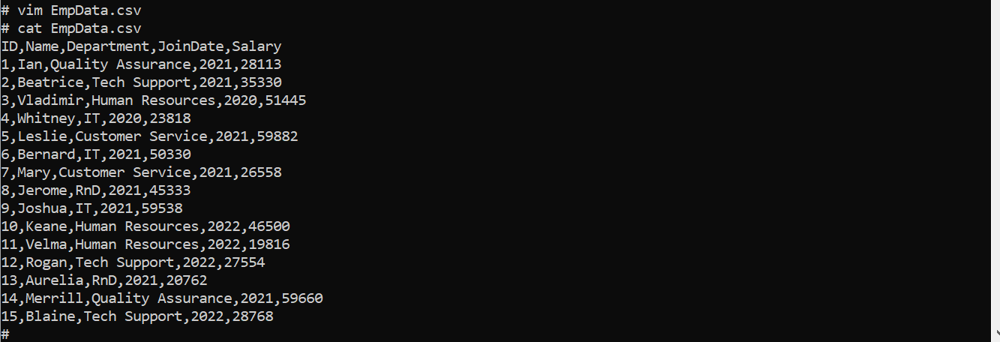 # vim EmpData.csv
# cat EmpData.csv
ID,Name,Department,JoinDate,Salary
1,Ian,Quality Assurance,2021,28113
2,Beatrice,Tech Support,2021,35330
3,Vladimir,Human Resources,2020,51445
4,Whitney,IT,2020,23818
5,Leslie,Customer Service,2021,59882
6,Bernard,IT,2021,50330
7,Mary,Customer Service,2021,26558
8,Jerome,RnD,2021,45333
9,Joshua,IT,2021,59538
10,Keane,Human Resources,2022,46500
11,Velma,Human Resources,2022,19816
12,Rogan,Tech Support,2022,27554
13,Aurelia,RnD,2021,20762
14,Merrill,Quality Assurance,2021,59660
15,Blaine,Tech Support,2022,28768
#